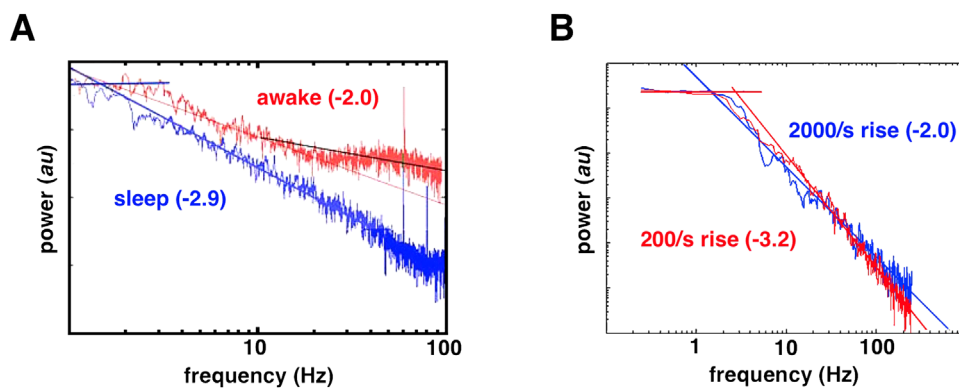 A
B
awake (-2.0)
sleep (-2.9)
power (au)
10
100
frequency (Hz)
2000/s rise (-2.0)
200/s rise (-3.2)
power (au)
1
10
100
frequency (Hz)